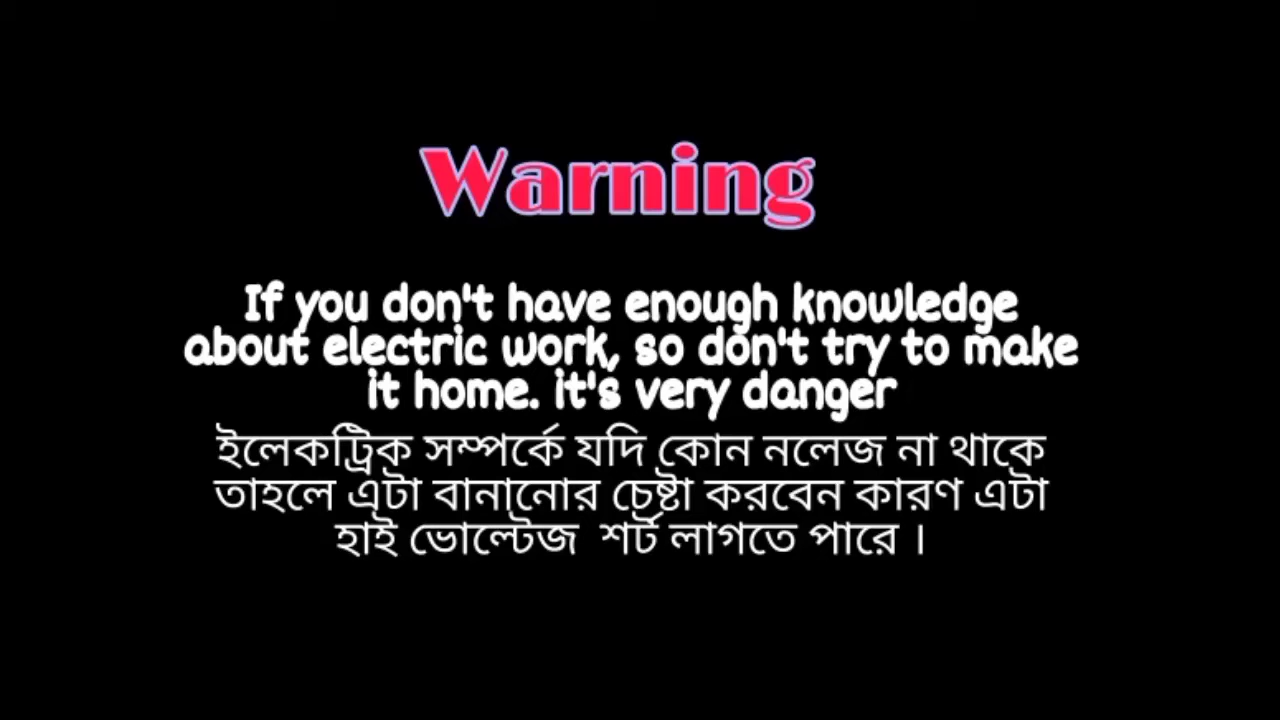 Warning
If you don't have enough knowledge
about electric work, so don't try to make
it home. it's very danger
ইলেকট্রিক সম্পর্কে যদি কোন নলেজ না থাকে
তাহলে এটা বানানোর চেষ্টা করবেন কারণ এটা
হাই ভোল্টেজ শর্ট লাগতে পারে ।